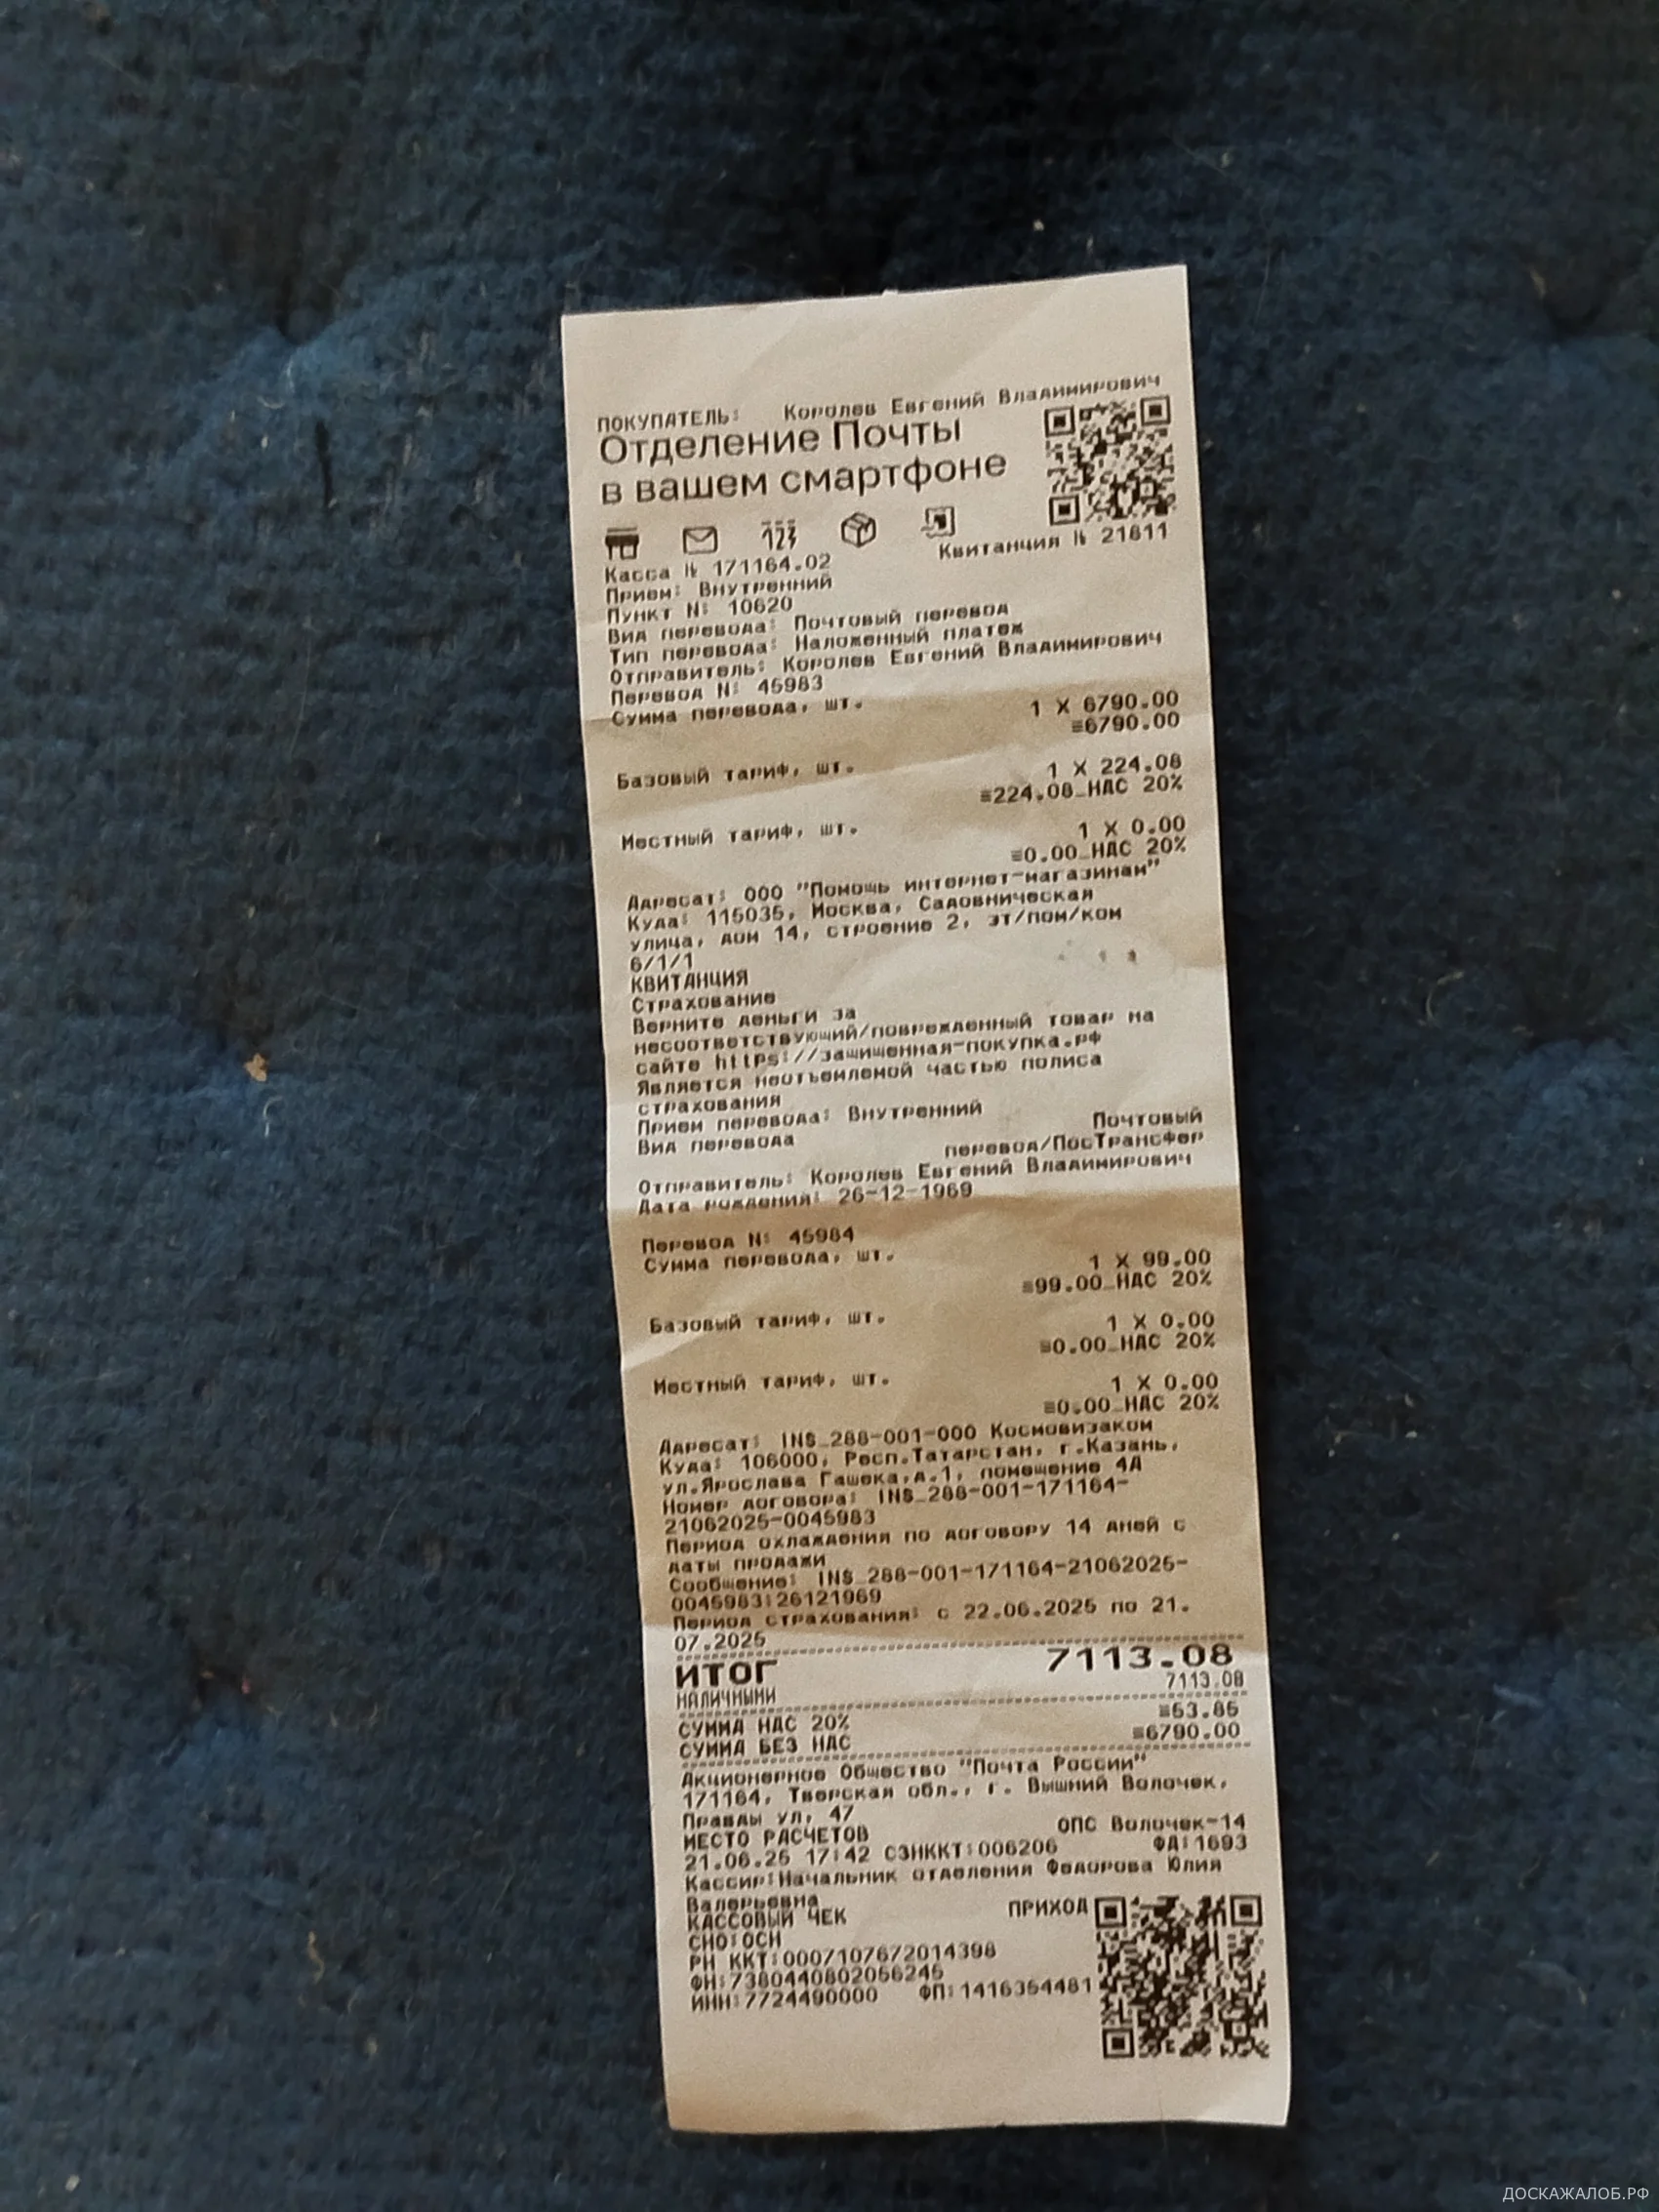 ПОКУПАТЕЛЬ: Королев Евгений Владимирович
Отделение Почты
в вашем смартфоне
Квитанция № 21811
Касса № 171164.02
Прием: Внутренний
Пункт N: 10620
Вид перевода: Почтовый перевод
Тип перевода: Наложенный платеж
Отправитель: Королев Евгений Владимирович
Перевод N: 45983
Сумма перевода, шт. 1 X 6790.00
≡6790.00
Базовый тариф, шт. 1 X 224.08
≡224.08_НДС 20%
Местный тариф, шт. 1 X 0.00
≡0.00_НДС 20%
Адресат: ООО "Помощь интернет-магазинам"
Куда: 115035, Москва, Садовническая
улица, дом 14, строение 2, эт/пом/ком
6/1/1
КВИТАНЦИЯ
Страхование
Верните деньги за
несоответствующий/поврежденный товар на
сайте https://защищенная-покупка.рф
Является неотъемлемой частью полиса
страхования
Прием перевода: Внутренний
Вид перевода Почтовый
перевод/ПосТрансфер
Отправитель: Королев Евгений Владимирович
Дата рождения: 26-12-1969
Перевод N: 45984
Сумма перевода, шт. 1 X 99.00
≡99.00_НДС 20%
Базовый тариф, шт. 1 X 0.00
≡0.00_НДС 20%
Местный тариф, шт. 1 X 0.00
≡0.00_НДС 20%
Адресат: INS_288-001-000 Космовизаком
Куда: 106000, Респ.Татарстан, г.Казань,
ул.Ярослава Гашека,д.1, помещение 4А
Номер договора: INS_288-001-171164-
21062025-0045983
Период охлаждения по договору 14 дней с
даты продажи
Сообщение: INS_288-001-171164-21062025-
0045983:26121969
Период страхования: с 22.06.2025 по 21.
07.2025
ИТОГ 7113.08
НАЛИЧНЫМИ 7113.08
СУММА НДС 20% ≡53.85
СУММА БЕЗ НДС ≡6790.00
Акционерное Общество "Почта России"
171164, Тверская обл., г. Вышний Волочек,
Правды ул, 47
МЕСТО РАСЧЕТОВ ОПС Волочек-14
21.06.25 17:42 СЗНККТ:006206 ФД:1693
Кассир:Начальник отделения Федорова Юлия
Валерьевна
КАССОВЫЙ ЧЕК ПРИХОД
СНО:ОСН
РН ККТ:0007107672014398
ФН:7380440802056245
ИНН:7724490000 ФП:1416354481
ДОСКАЖАЛОБ.РФ